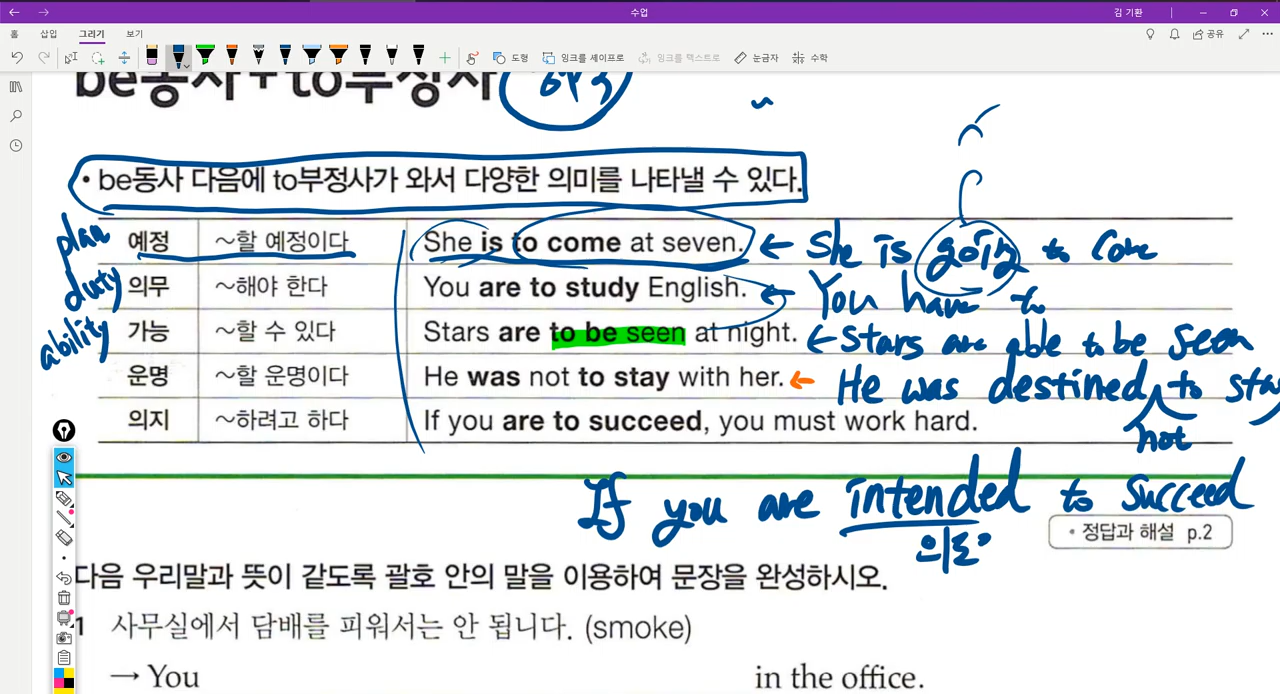 수업
김 기환
홈 삽입 그리기 보기
공유
도형 잉크를 셰이프로 잉크를 텍스트로 눈금자 수학
be동사 + to부정사
• be동사 다음에 to부정사가 와서 다양한 의미를 나타낼 수 있다.
plan 예정 ~할 예정이다 She is to come at seven. ← She is going to come
duty 의무 ~해야 한다 You are to study English. ← You have to
ability 가능 ~할 수 있다 Stars are to be seen at night. ← Stars are able to be seen
운명 ~할 운명이다 He was not to stay with her. ← He was destined to stay
not
의지 ~하려고 하다 If you are to succeed, you must work hard.
If you are intended to succeed
의도
• 정답과 해설 p.2
다음 우리말과 뜻이 같도록 괄호 안의 말을 이용하여 문장을 완성하시오.
1 사무실에서 담배를 피워서는 안 됩니다. (smoke)
→ You in the office.